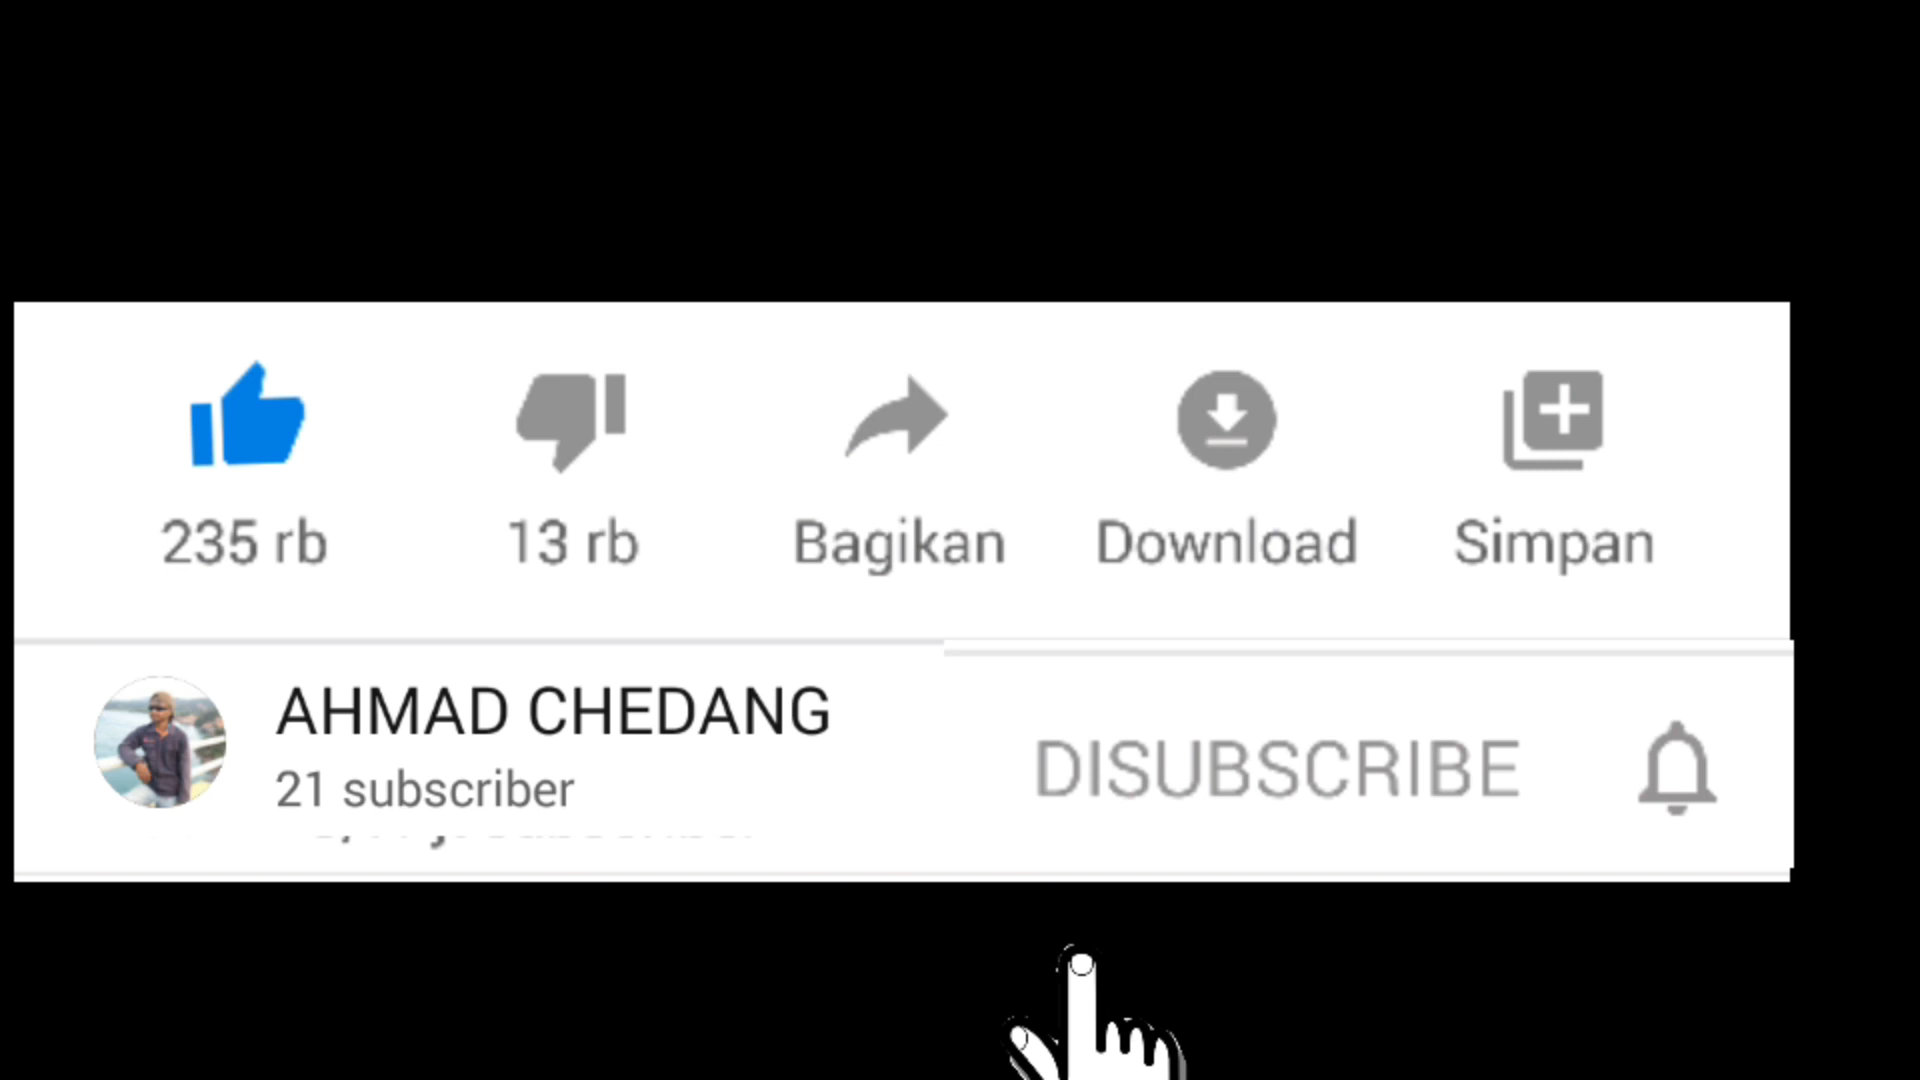 235 rb 13 rb Bagikan Download Simpan
AHMAD CHEDANG
21 subscriber
DISUBSCRIBE